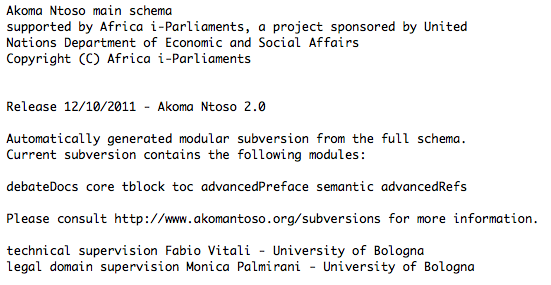 Akoma Ntoso main schema
supported by Africa i-Parliaments, a project sponsored by United
Nations Department of Economic and Social Affairs
Copyright (C) Africa i-Parliaments
Release 12/10/2011 - Akoma Ntoso 2.0
Automatically generated modular subversion from the full schema.
Current subversion contains the following modules:
debateDocs core tblock toc advancedPreface semantic advancedRefs
Please consult http://www.akomantoso.org/subversions for more information.
technical supervision Fabio Vitali - University of Bologna
legal domain supervision Monica Palmirani - University of Bologna